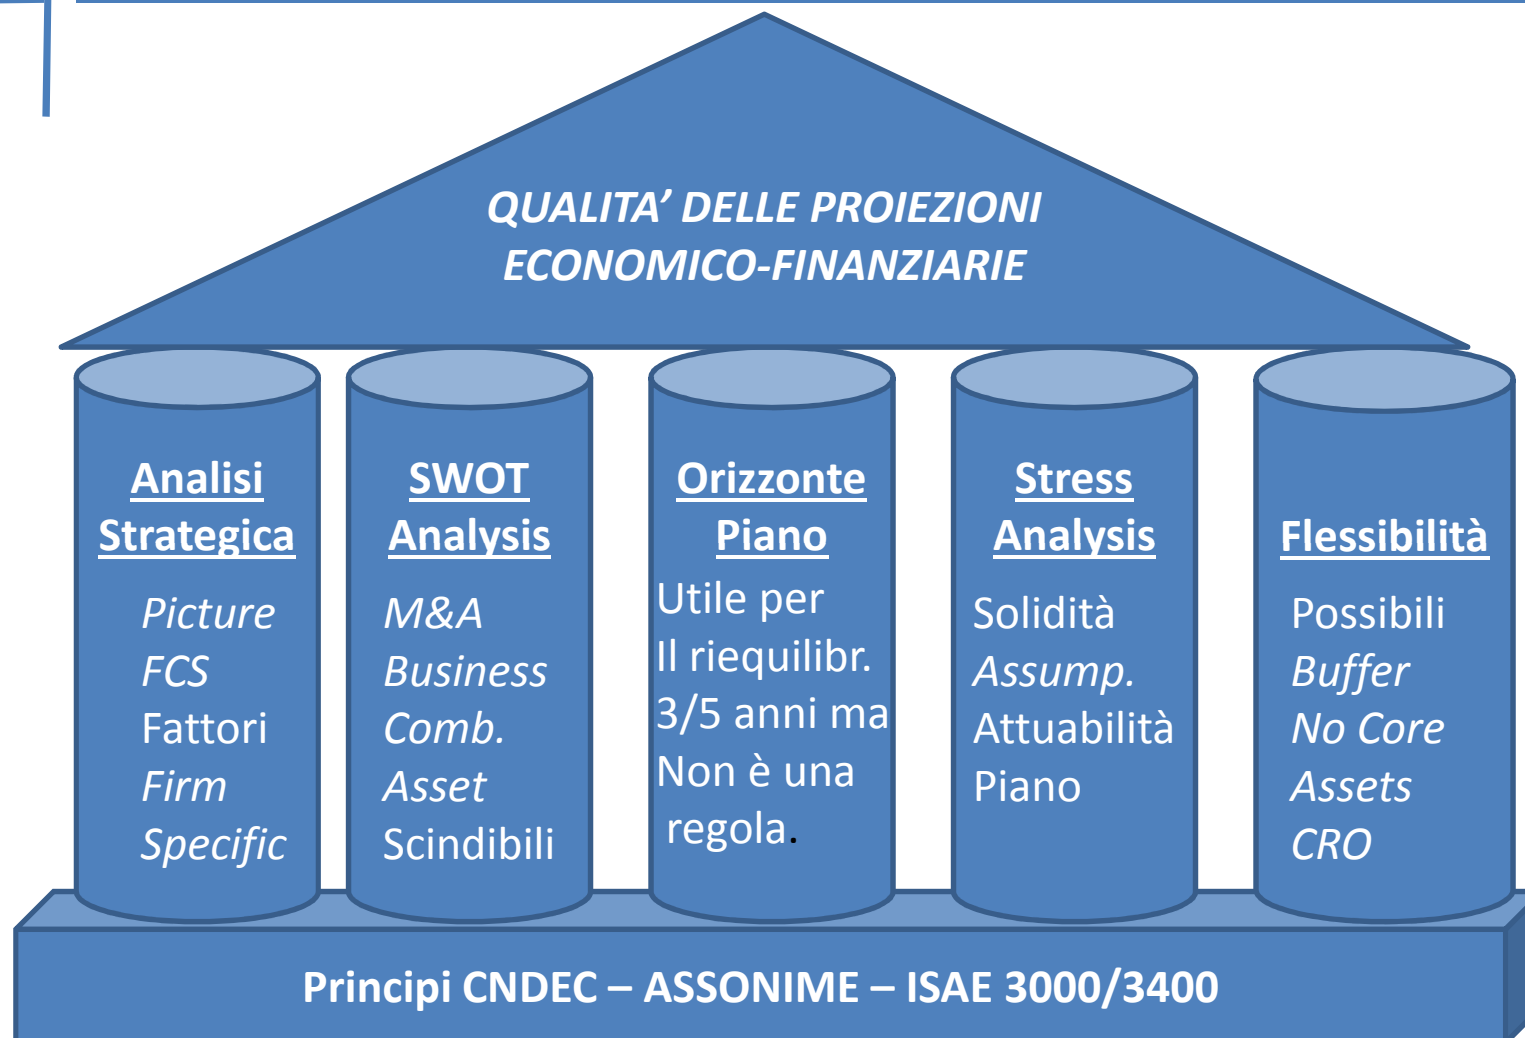 QUALITA’ DELLE PROIEZIONI
ECONOMICO-FINANZIARIE
Analisi
Strategica
Picture
FCS
Fattori
Firm
Specific
SWOT
Analysis
M&A
Business
Comb.
Asset
Scindibili
Orizzonte
Piano
Utile per
Il riequilibr.
3/5 anni ma
Non è una
regola.
Stress
Analysis
Solidità
Assump.
Attuabilità
Piano
Flessibilità
Possibili
Buffer
No Core
Assets
CRO
Principi CNDEC – ASSONIME – ISAE 3000/3400